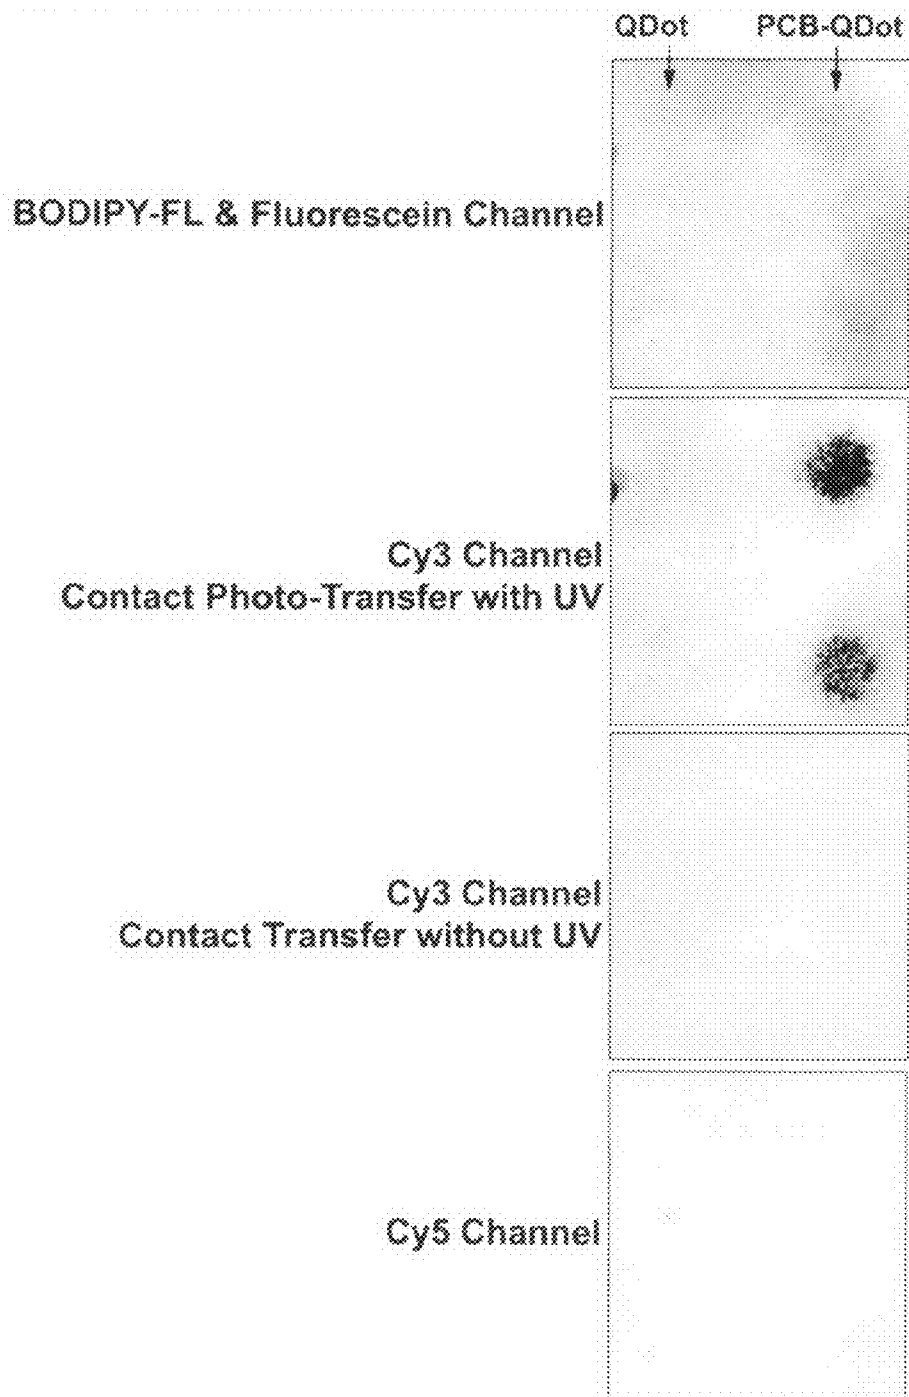 QDot PCB-QDot
BODIPY-FL & Fluorescein Channel
Cy3 Channel
Contact Photo-Transfer with UV
Cy3 Channel
Contact Transfer without UV
Cy5 Channel